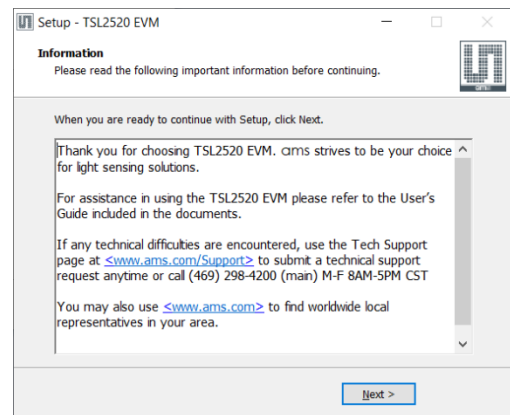 Setup - TSL2520 EVM
Information
Please read the following important information before continuing.
When you are ready to continue with Setup, click Next.
Thank you for choosing TSL2520 EVM. ams strives to be your choice
for light sensing solutions.
For assistance in using the TSL2520 EVM please refer to the User's
Guide included in the documents.
If any technical difficulties are encountered, use the Tech Support
page at <www.ams.com/Support> to submit a technical support
request anytime or call (469) 298-4200 (main) M-F 8AM-5PM CST
You may also use <www.ams.com> to find worldwide local
representatives in your area.
Next >